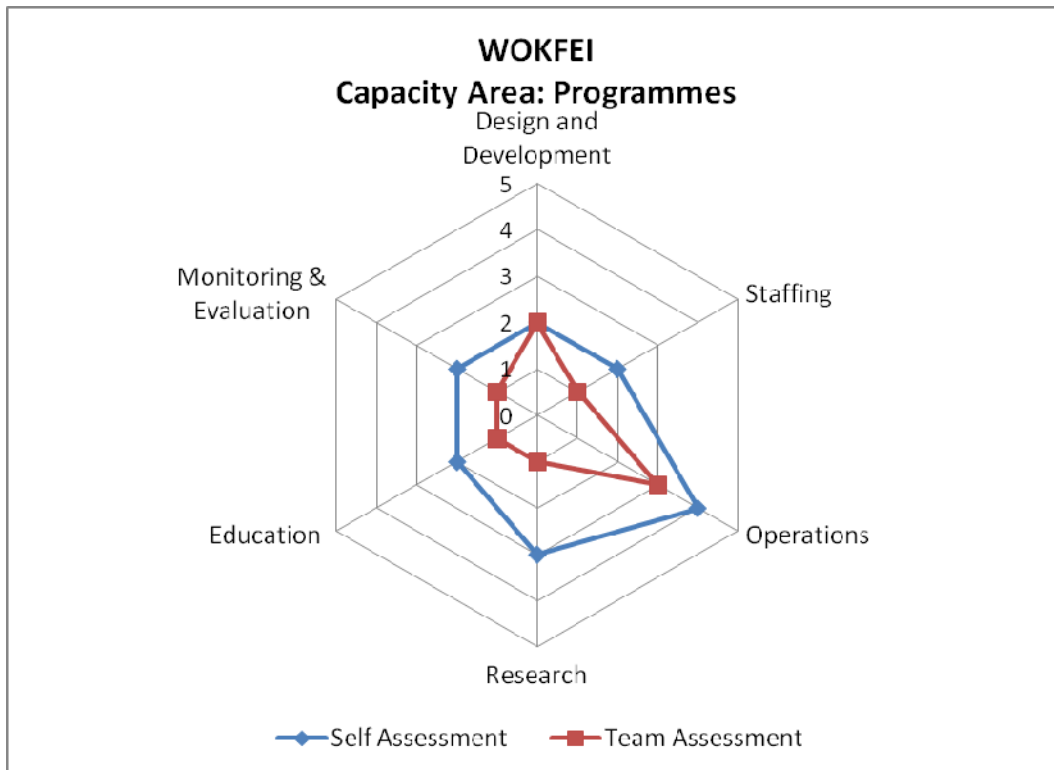 WOKFEI
Capacity Area: Programmes
Design and
Development
5
4
3
2
1
0
Monitoring &
Evaluation
Staffing
Education
Operations
Research
Self Assessment
Team Assessment